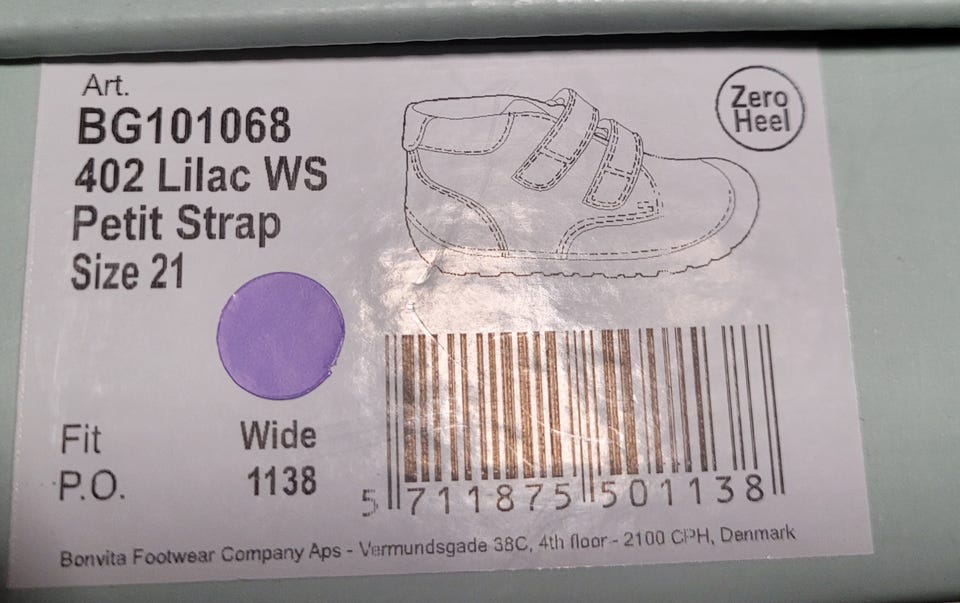 Art.
BG101068
402 Lilac WS
Petit Strap
Size 21
Zero
Heel
Fit Wide
P.O. 1138
5 711875 501138
Bonvita Footwear Company Aps - Vermundsgade 38C, 4th floor - 2100 CPH, Denmark